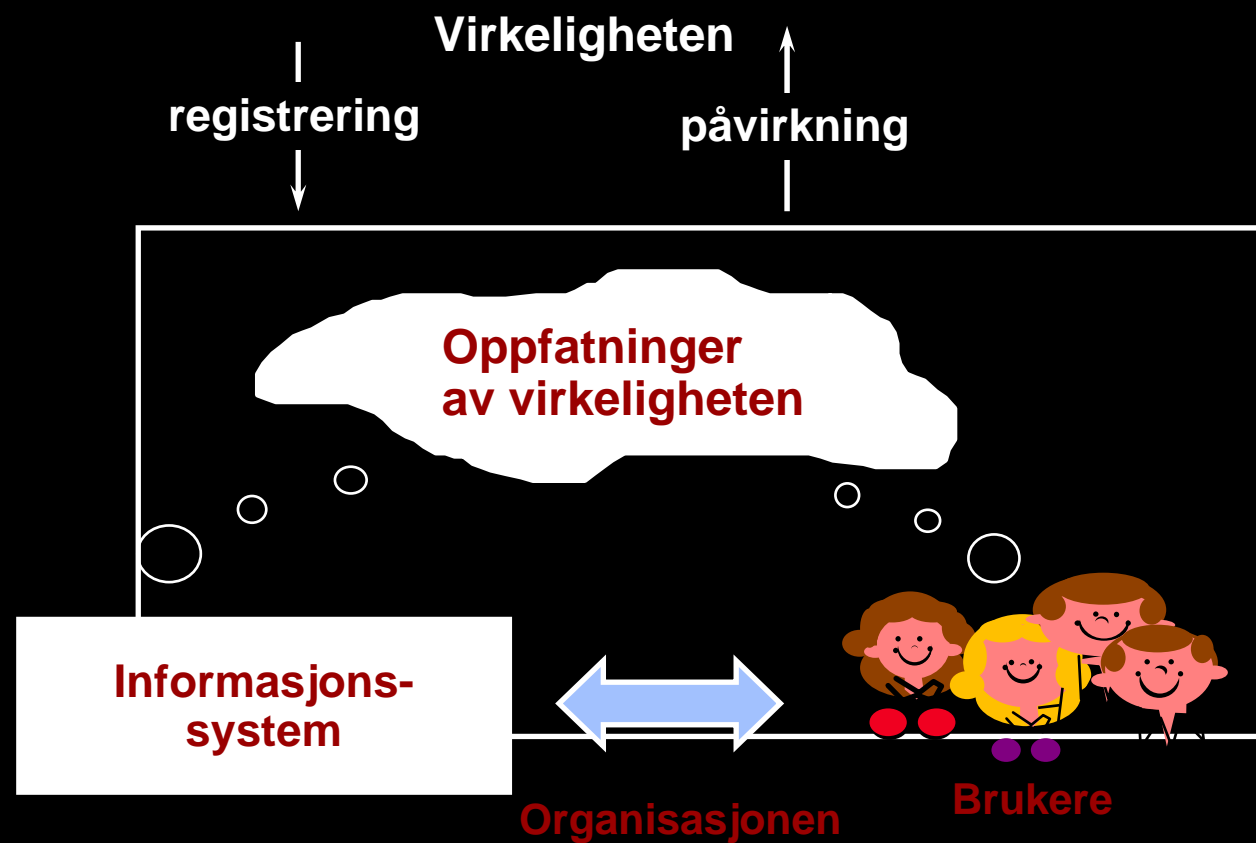 Virkeligheten
registrering
påvirkning
Oppfatninger
av virkeligheten
Informasjons-
system
Brukere
Organisasjonen